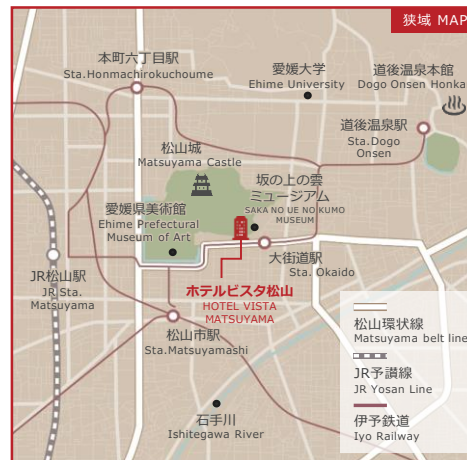 狭域 MAP
本町六丁目駅
Sta.Honmachirokuchoume
愛媛大学
Ehime University
道後温泉本館
Dogo Onsen Honka
道後温泉駅
Sta.Dogo
Onsen
松山城
Matsuyama Castle
坂の上の雲
ミュージアム
SAKA NO UE NO KUMO
MUSEUM
愛媛県美術館
Ehime Prefectural
Museum of Art
大街道駅
Sta. Okaido
JR松山駅
JR Sta.
Matsuyama
ホテルビスタ松山
HOTEL VISTA
MATSUYAMA
松山市駅
Sta.Matsuyamashi
石手川
Ishitegawa River
松山環状線
Matsuyama belt line
JR予讃線
JR Yosan Line
伊予鉄道
Iyo Railway